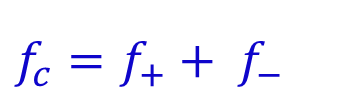 f_c = f_+ + f_-